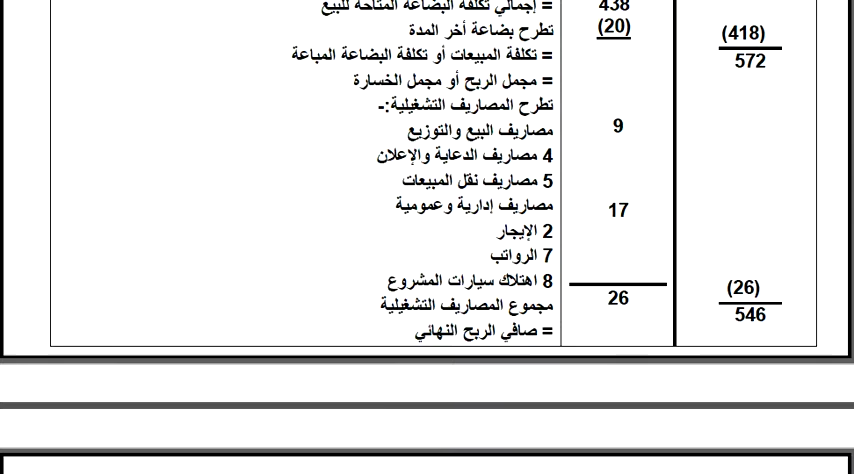 = إجمالي تكلفة البضاعة المتاحة للبيع 438
تطرح بضاعة أخر المدة (20) (418)
= تكلفة المبيعات أو تكلفة البضاعة المباعة 572
= مجمل الربح أو مجمل الخسارة
تطرح المصاريف التشغيلية:-
مصاريف البيع والتوزيع 9
4 مصاريف الدعاية والإعلان
5 مصاريف نقل المبيعات
مصاريف إدارية وعمومية 17
2 الإيجار
7 الرواتب
8 اهتلاك سيارات المشروع (26)
مجموع المصاريف التشغيلية 26 546
= صافي الربح النهائي